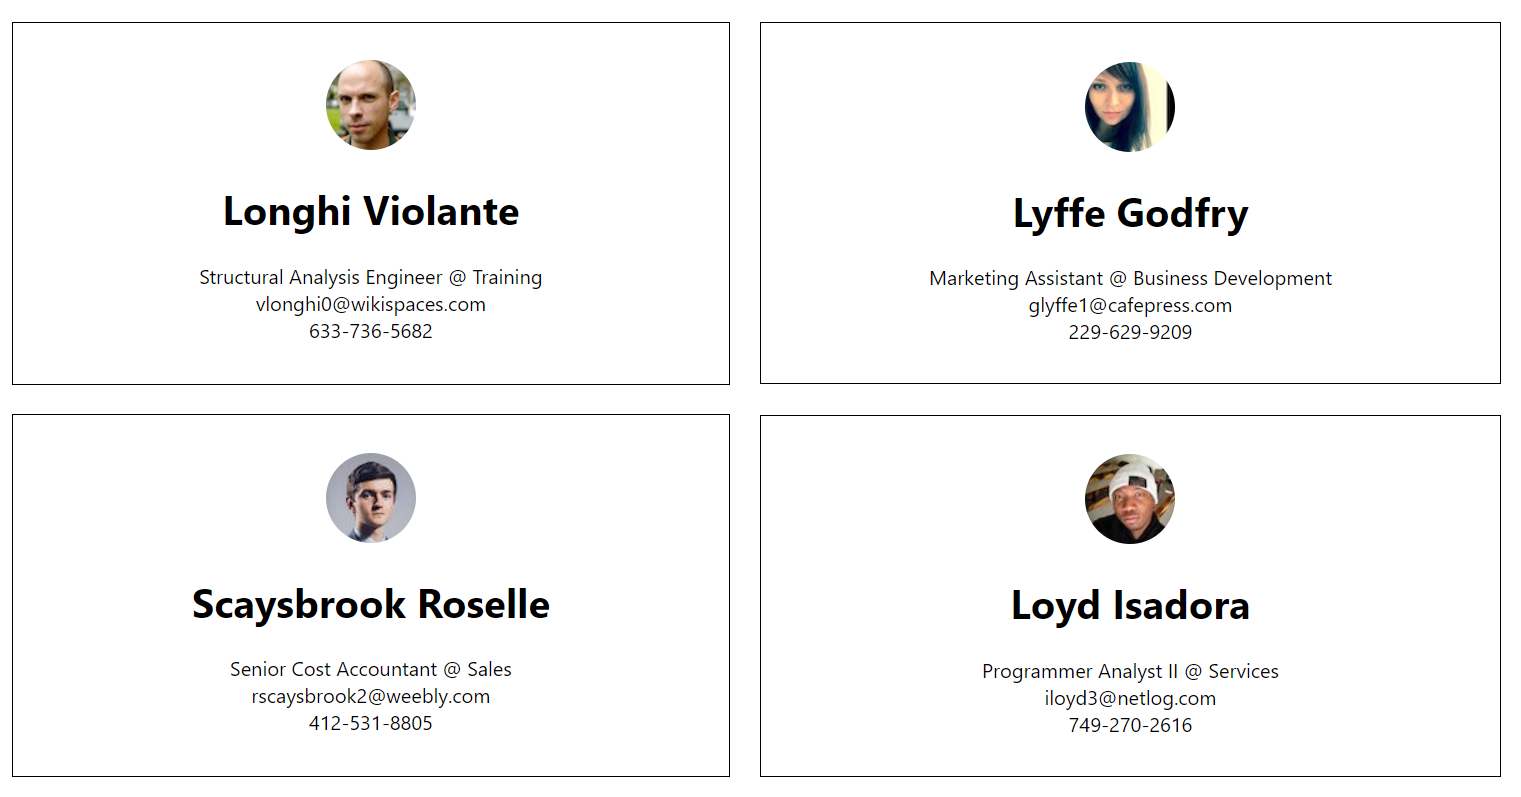 Longhi Violante
Structural Analysis Engineer @ Training
vlonghi0@wikispaces.com
633-736-5682
Lyffe Godfry
Marketing Assistant @ Business Development
glyffe1@cafepress.com
229-629-9209
Scaysbrook Roselle
Senior Cost Accountant @ Sales
rscaysbrook2@weebly.com
412-531-8805
Loyd Isadora
Programmer Analyst II @ Services
iloyd3@netlog.com
749-270-2616